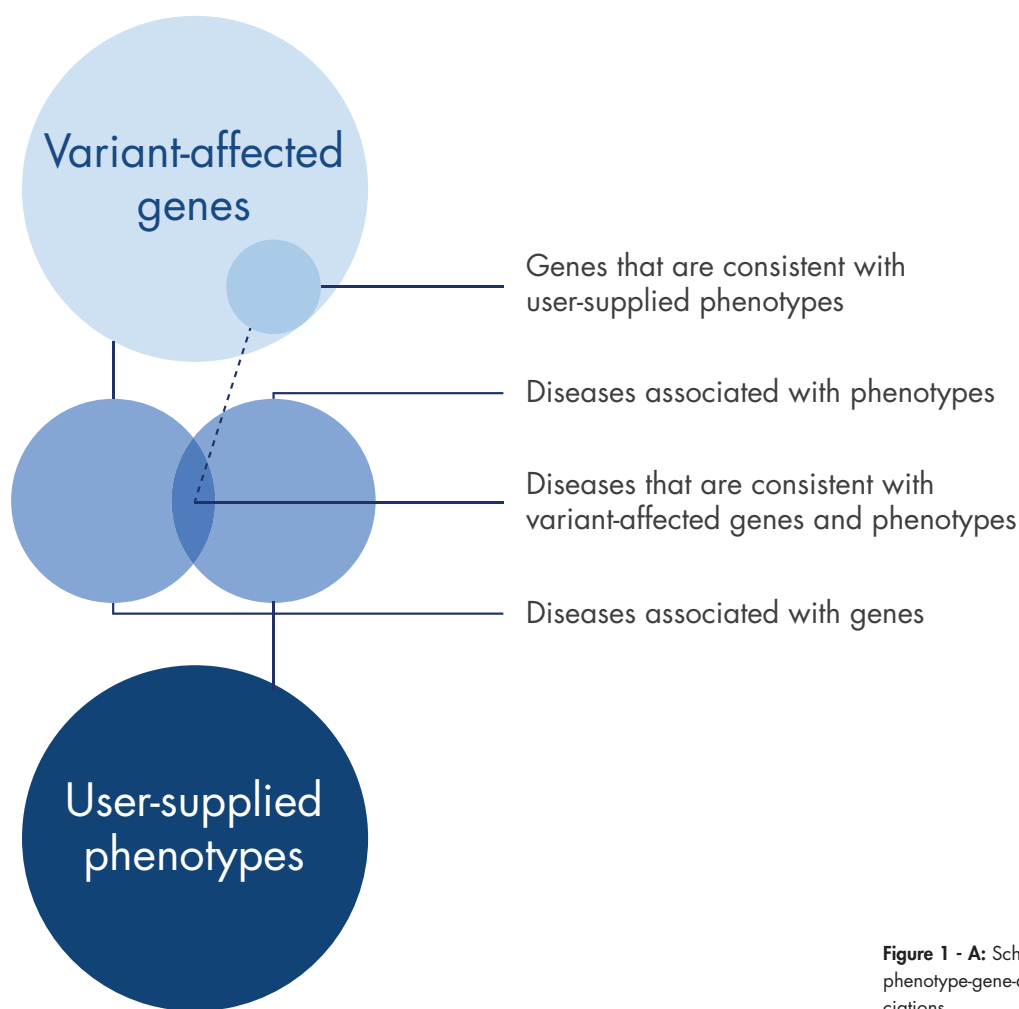 Variant-affected
genes
Genes that are consistent with
user-supplied phenotypes
Diseases associated with phenotypes
Diseases that are consistent with
variant-affected genes and phenotypes
Diseases associated with genes
User-supplied
phenotypes
Figure 1 - A: